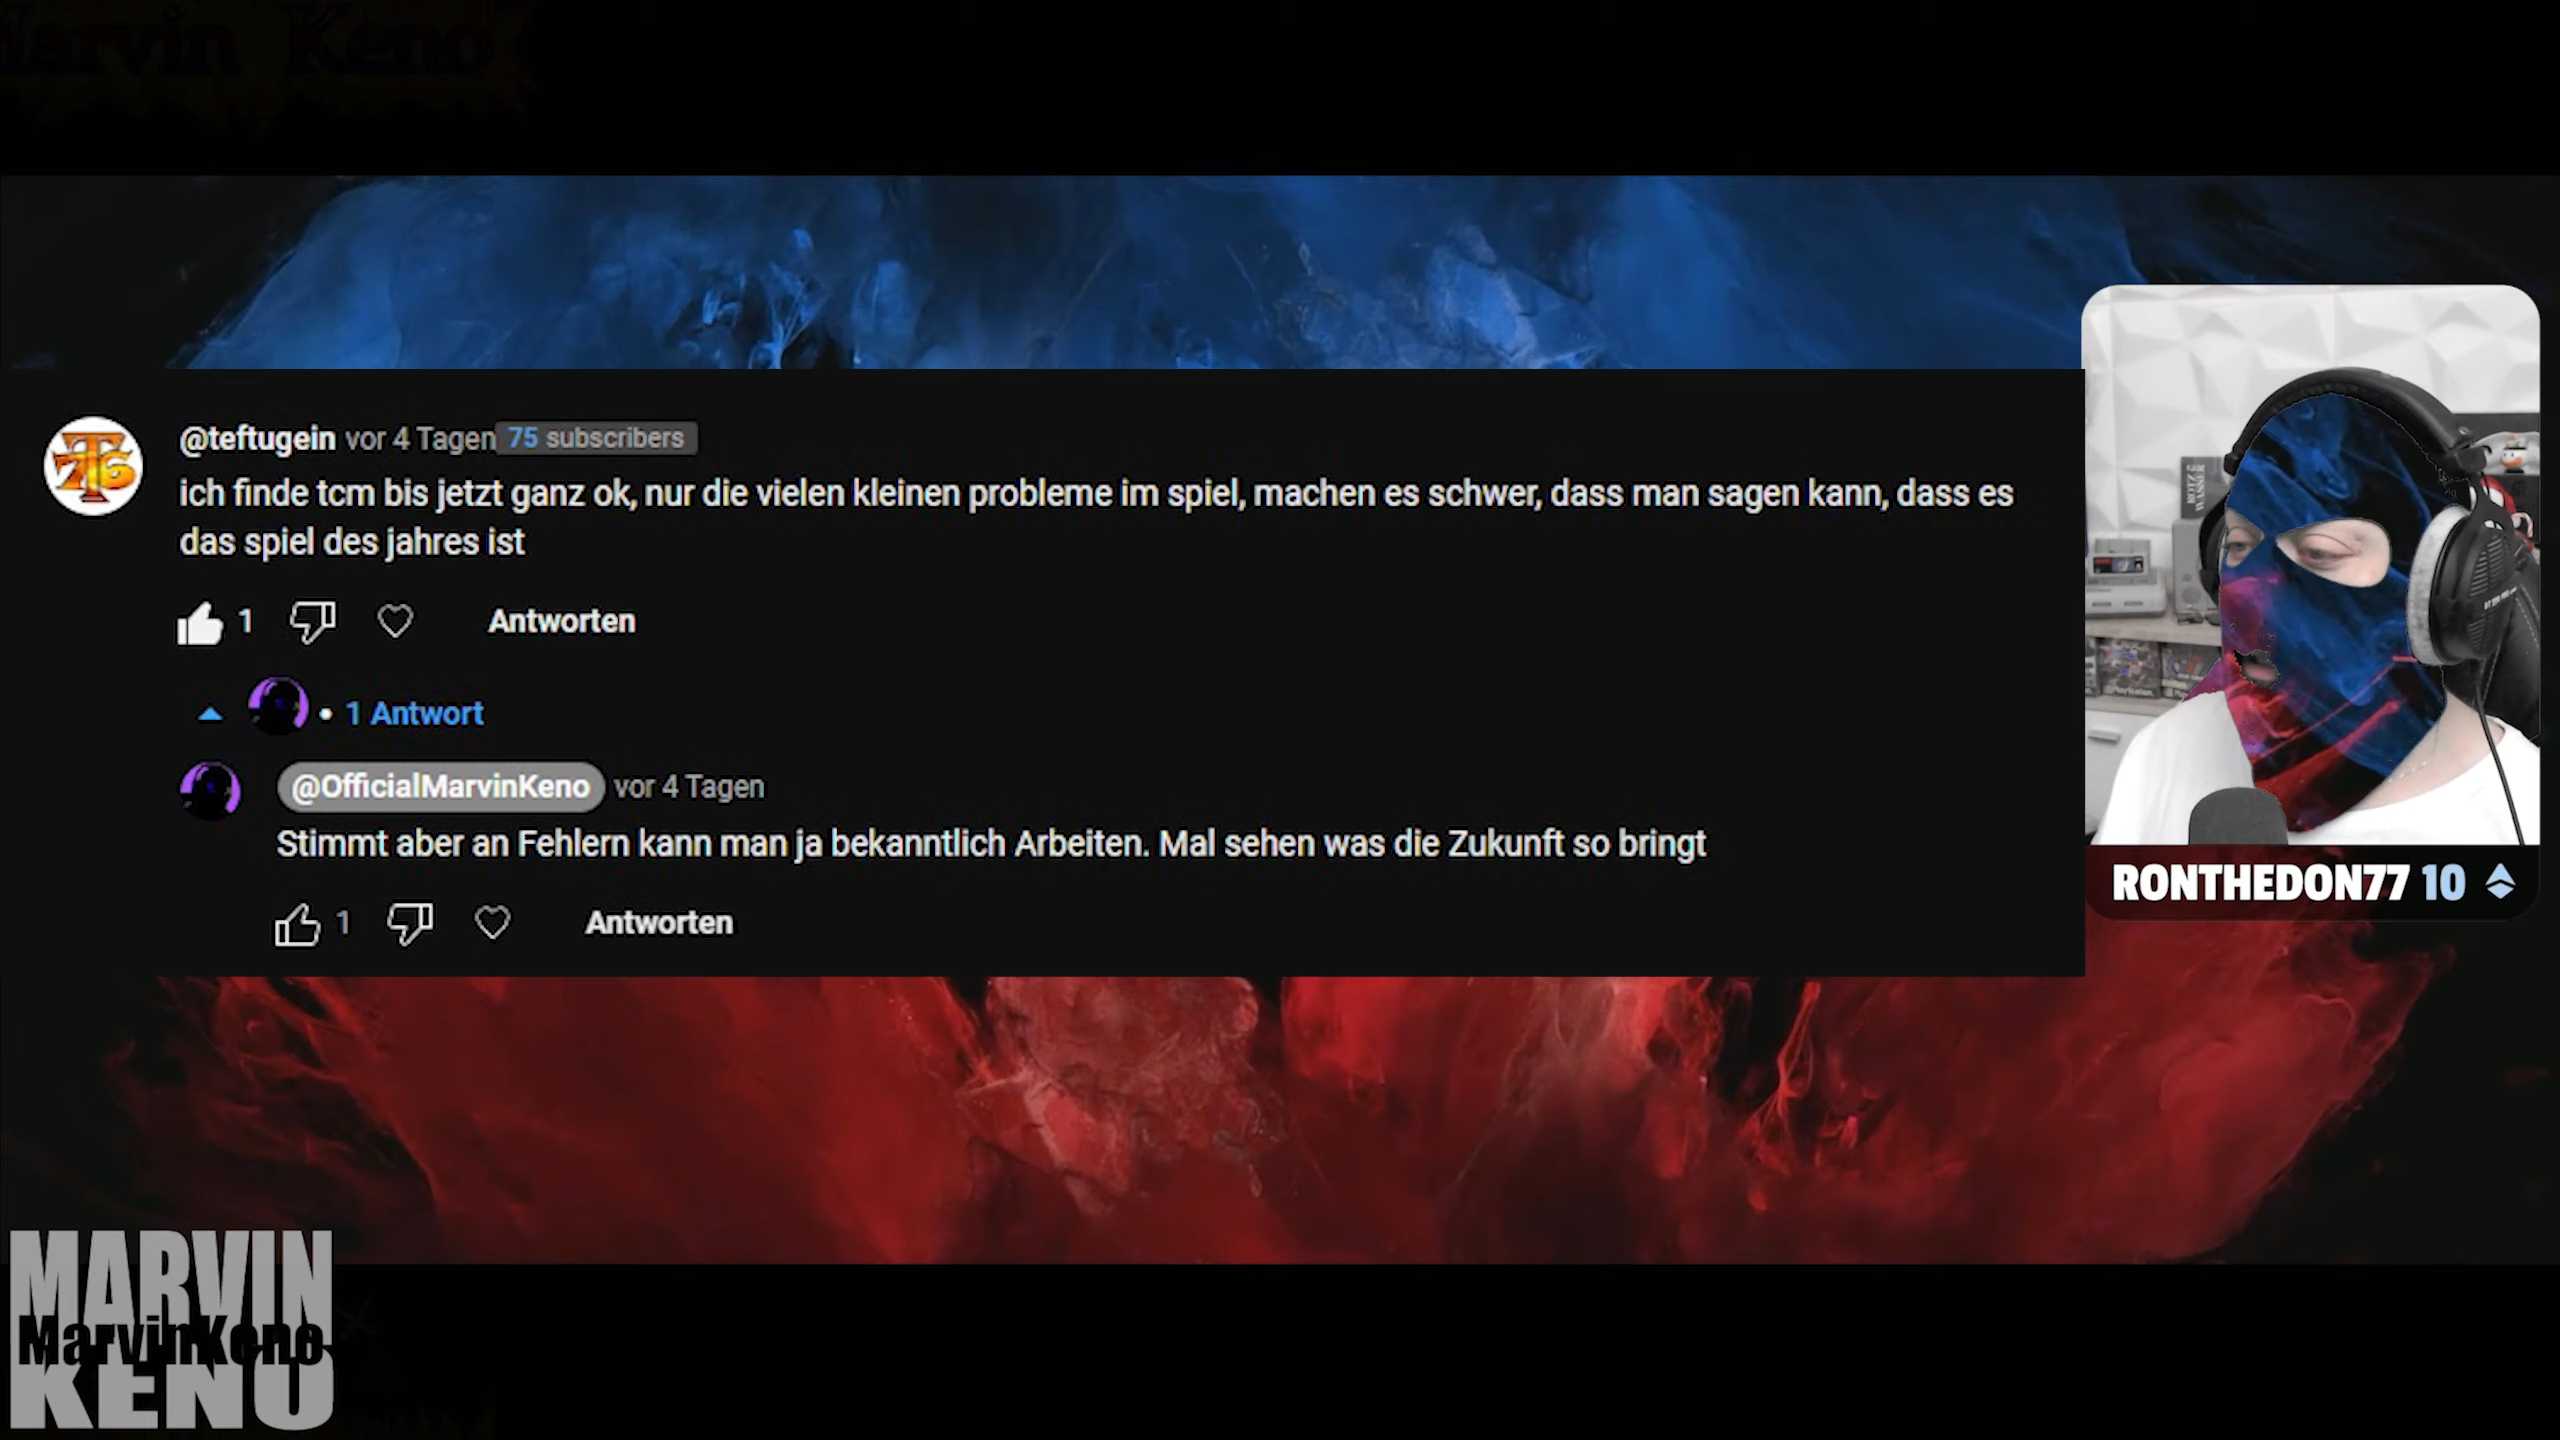 Marvin Keno
@teftugein vor 4 Tagen 75 subscribers
ich finde tcm bis jetzt ganz ok, nur die vielen kleinen probleme im spiel, machen es schwer, dass man sagen kann, dass es
das spiel des jahres ist
1 Antworten
1 Antwort
@OfficialMarvinKeno vor 4 Tagen
Stimmt aber an Fehlern kann man ja bekanntlich Arbeiten. Mal sehen was die Zukunft so bringt
1 Antworten
ROTZ &
WASSER
RONTHEDON77 10
MARVIN
MarvinKeno
KENO